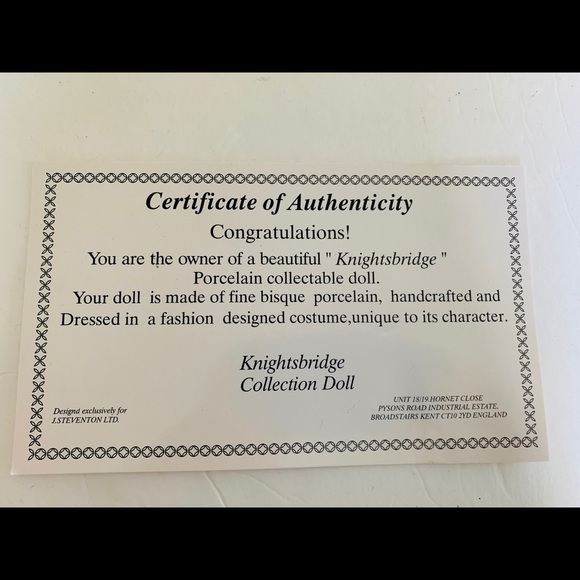 Certificate of Authenticity
Congratulations!
You are the owner of a beautiful " Knightsbridge "
Porcelain collectable doll.
Your doll is made of fine bisque porcelain, handcrafted and
Dressed in a fashion designed costume,unique to its character.
Knightsbridge
Collection Doll
Designd exclusively for
J.STEVENTON LTD.
UNIT 18/19.HORNET CLOSE
PYSONS ROAD INDUSTRIAL ESTATE,
BROADSTAIRS KENT CT10 2YD ENGLAND